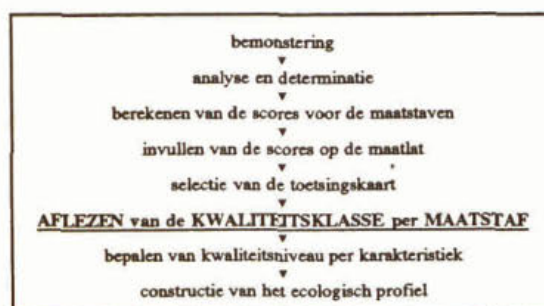 bemonstering
analyse en determinatie
berekenen van de scores voor de maatstaven
invullen van de scores op de maatlat
selectie van de toetsingskaart
AFLEZEN van de KWALITEITSKLASSE per MAATSTAF
bepalen van kwaliteitsniveau per karakteristiek
constructie van het ecologisch profiel